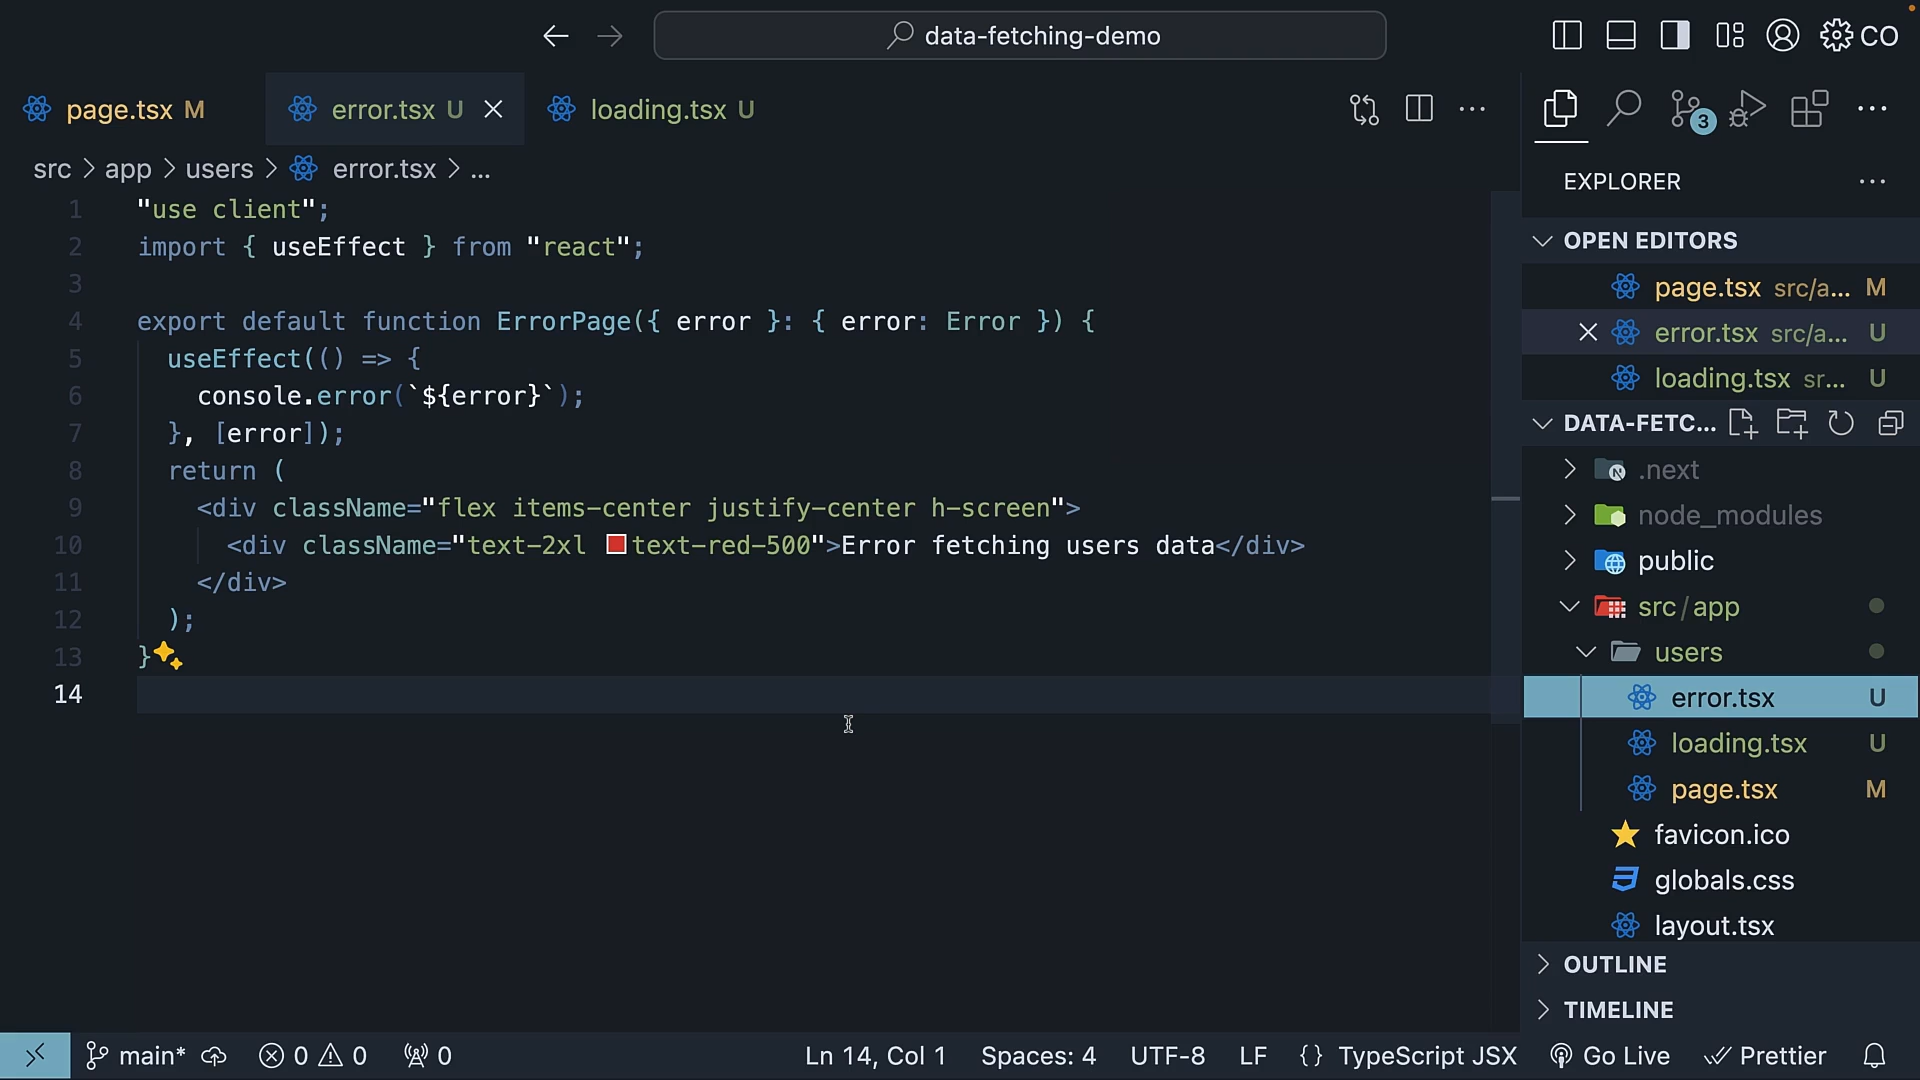 data-fetching-demo
CO
page.tsx M
error.tsx U
loading.tsx U
3
src > app > users > error.tsx > ...
EXPLORER
1 "use client";
2 import { useEffect } from "react";
3
4 export default function ErrorPage({ error }: { error: Error }) {
5 useEffect(() => {
6 console.error(`${error}`);
7 }, [error]);
8 return (
9 <div className="flex items-center justify-center h-screen">
10 <div className="text-2xl text-red-500">Error fetching users data</div>
11 </div>
12 );
13 }
14
OPEN EDITORS
page.tsx src/a... M
error.tsx src/a... U
loading.tsx sr... U
DATA-FETC...
.next
node_modules
public
src/app
users
error.tsx U
loading.tsx U
page.tsx M
favicon.ico
globals.css
layout.tsx
OUTLINE
TIMELINE
main* 0 0 0
Ln 14, Col 1 Spaces: 4 UTF-8 LF {} TypeScript JSX Go Live Prettier